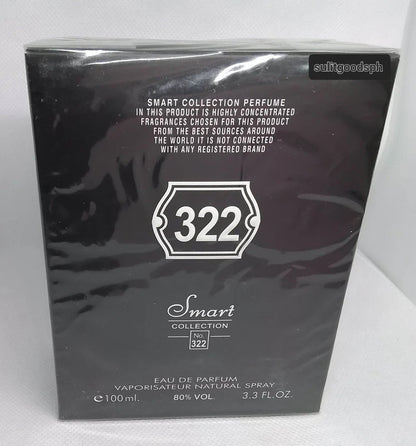 sulitgoodsph
SMART COLLECTION PERFUME
IN THIS PRODUCT IS HIGHLY CONCENTRATED
FRAGRANCES CHOSEN FOR THIS PRODUCT
FROM THE BEST SOURCES AROUND
THE WORLD IT IS NOT CONNECTED
WITH ANY REGISTERED BRAND
322
Smart
COLLECTION
No.
322
EAU DE PARFUM
VAPORISATEUR NATURAL SPRAY
℮100ml. 80% VOL. 3.3 FL.OZ.